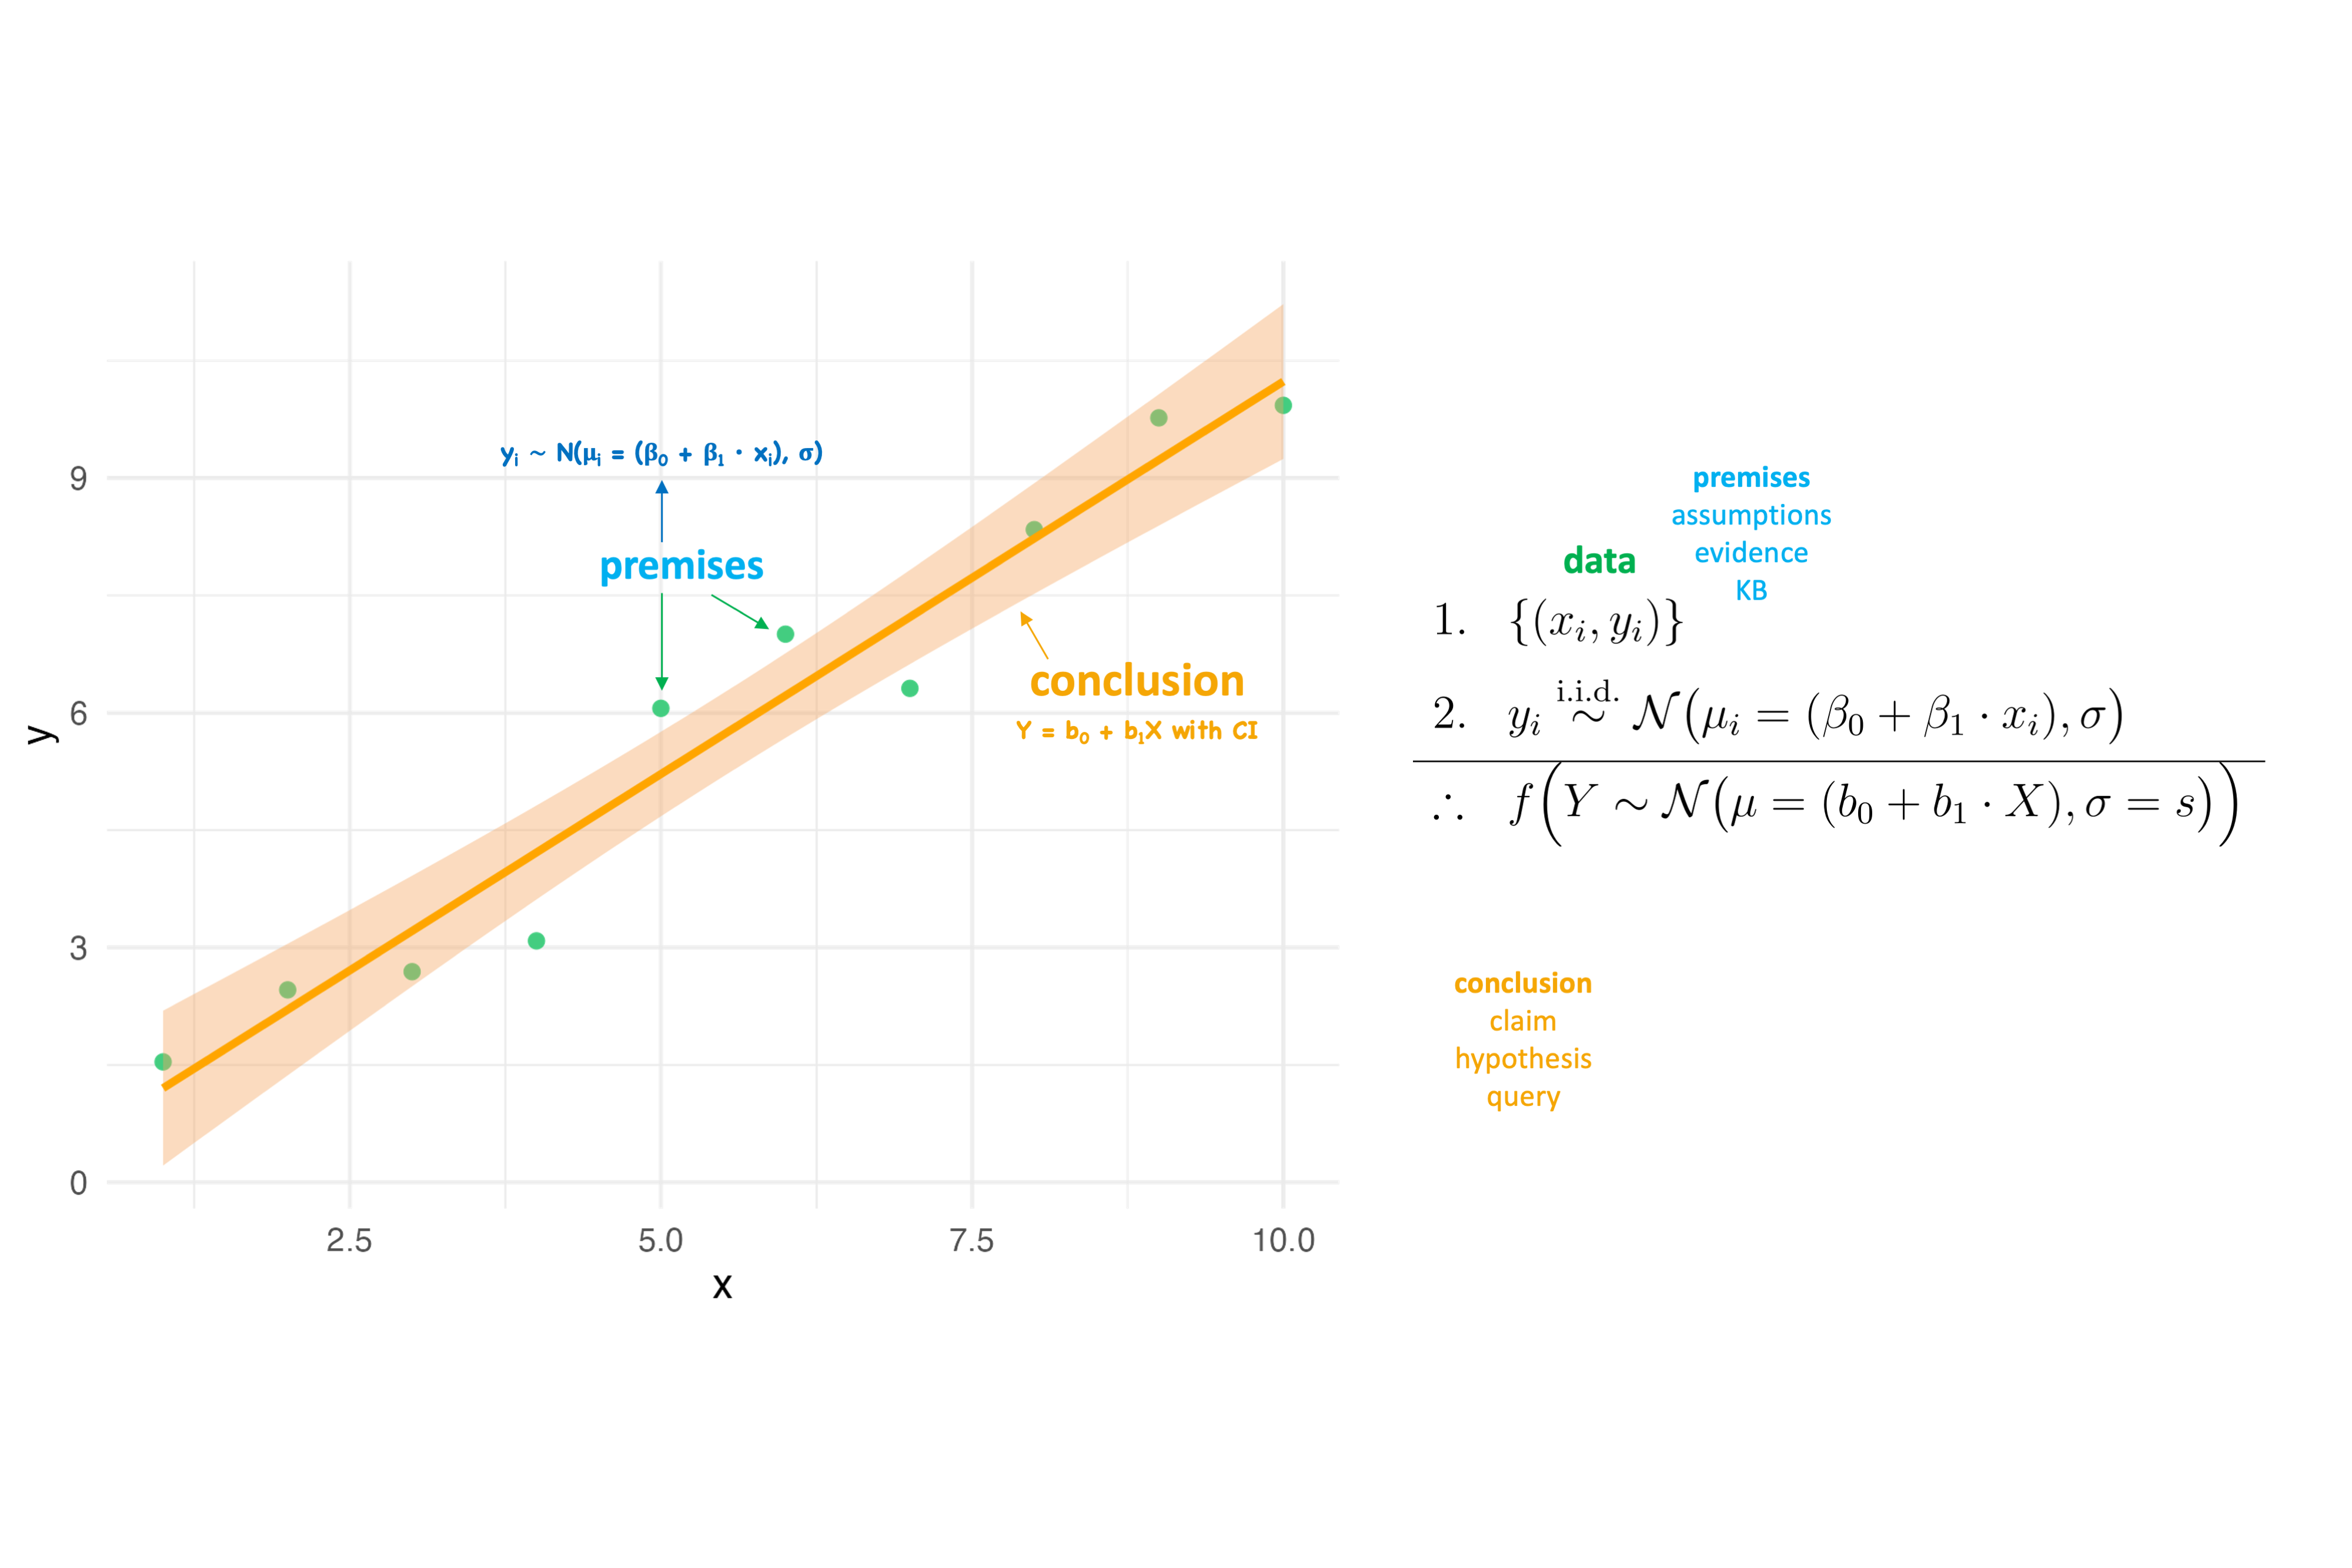 yᵢ ~ N(μᵢ = (β₀ + β₁ · xᵢ), σ)
premises
conclusion
Y = b₀ + b₁X with CI
9
6
3
0
y
2.5 5.0 7.5 10.0
x
premises
assumptions
evidence
KB
data
1. {(xᵢ, yᵢ)}
2. yᵢ i.i.d. ~ 𝒩(μᵢ = (β₀ + β₁ · xᵢ), σ)
∴ f(Y ~ 𝒩(μ = (b₀ + b₁ · X), σ = s))
conclusion
claim
hypothesis
query